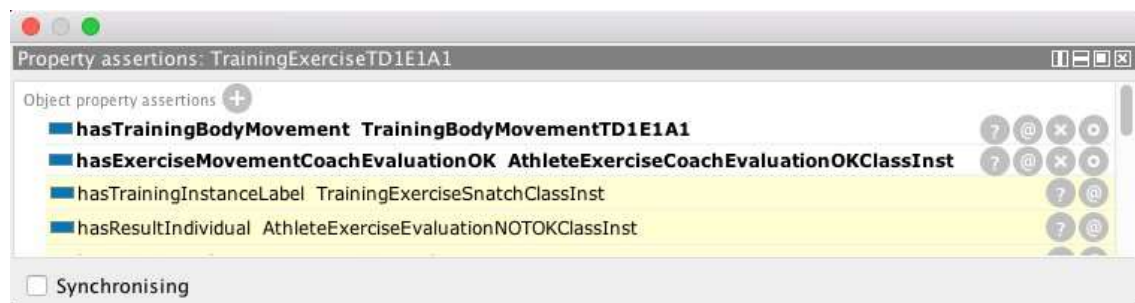 Property assertions: TrainingExerciseTD1E1A1
Object property assertions
hasTrainingBodyMovement TrainingBodyMovementTD1E1A1
hasExerciseMovementCoachEvaluationOK AthleteExerciseCoachEvaluationOKClassInst
hasTrainingInstanceLabel TrainingExerciseSnatchClassInst
hasResultIndividual AthleteExerciseEvaluationNOTOKClassInst
Synchronising